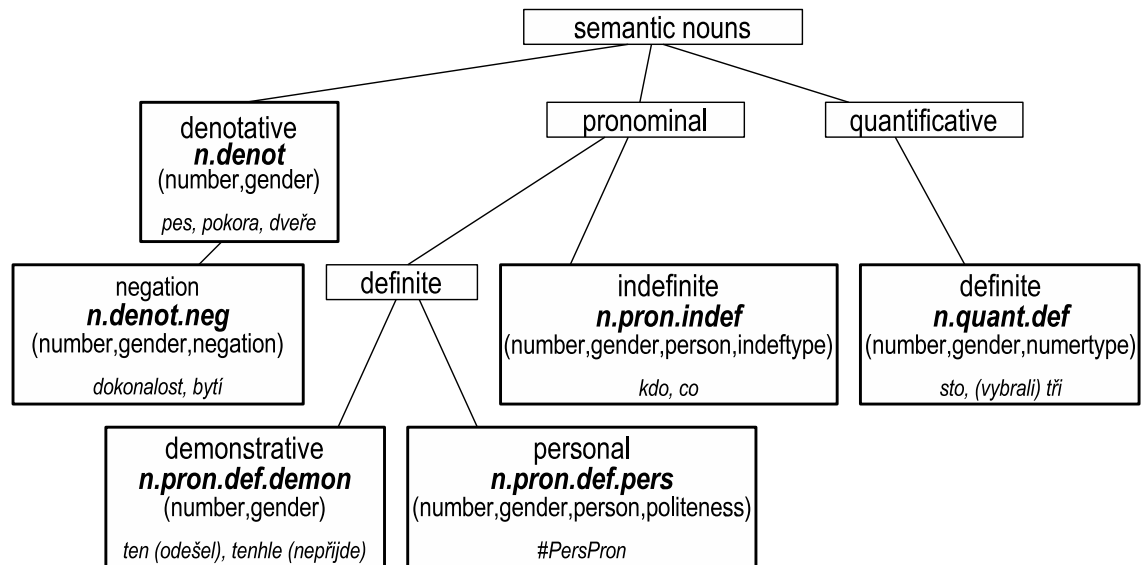 semantic nouns
denotative
n.denot
(number,gender)
pes, pokora, dveře
pronominal
quantificative
negation
n.denot.neg
(number,gender,negation)
dokonalost, bytí
definite
indefinite
n.pron.indef
(number,gender,person,indeftype)
kdo, co
definite
n.quant.def
(number,gender,numertype)
sto, (vybrali) tři
demonstrative
n.pron.def.demon
(number,gender)
ten (odešel), tenhle (nepřijde)
personal
n.pron.def.pers
(number,gender,person,politeness)
#PersPron